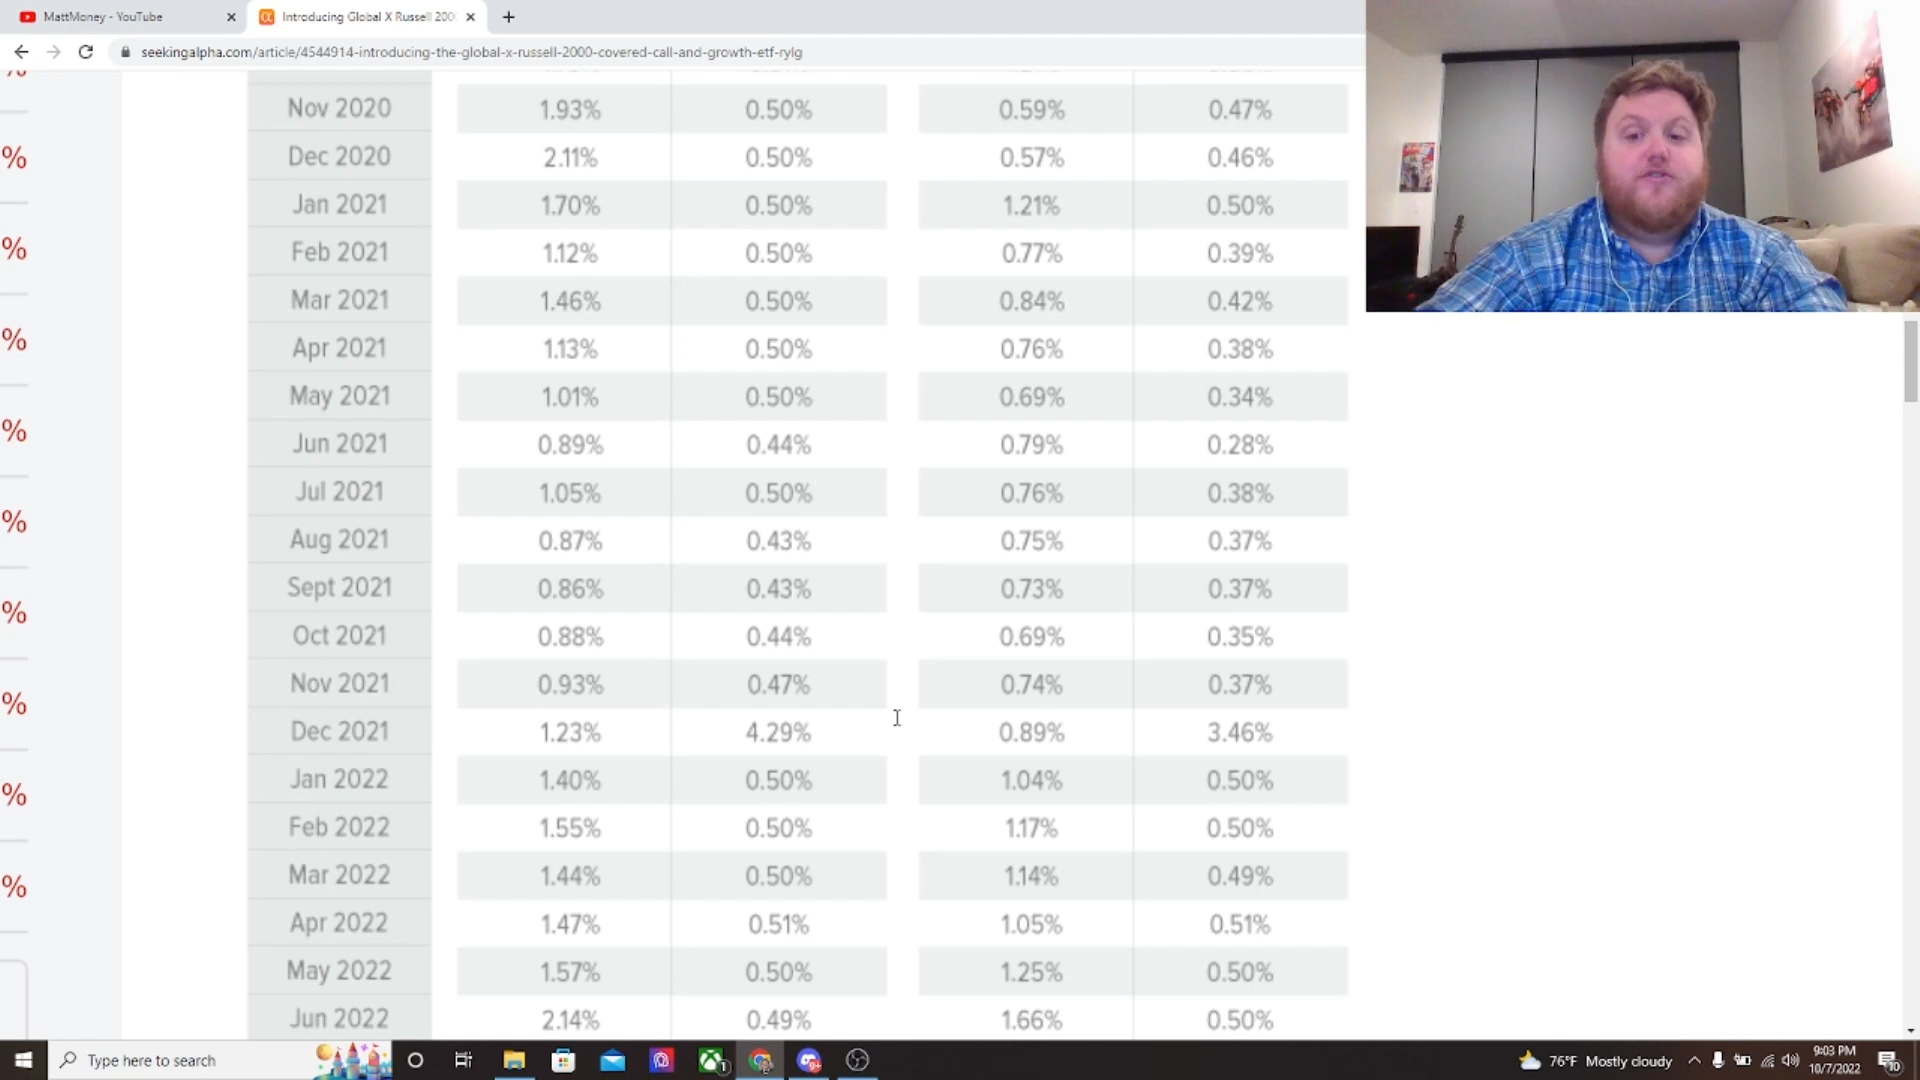 MattMoney - YouTube
Introducing Global X Russell 200
seekingalpha.com/article/4544914-introducing-the-global-x-russell-2000-covered-call-and-growth-etf-rylg
Nov 2020 1.93% 0.50% 0.59% 0.47%
Dec 2020 2.11% 0.50% 0.57% 0.46%
Jan 2021 1.70% 0.50% 1.21% 0.50%
Feb 2021 1.12% 0.50% 0.77% 0.39%
Mar 2021 1.46% 0.50% 0.84% 0.42%
Apr 2021 1.13% 0.50% 0.76% 0.38%
May 2021 1.01% 0.50% 0.69% 0.34%
Jun 2021 0.89% 0.44% 0.79% 0.28%
Jul 2021 1.05% 0.50% 0.76% 0.38%
Aug 2021 0.87% 0.43% 0.75% 0.37%
Sept 2021 0.86% 0.43% 0.73% 0.37%
Oct 2021 0.88% 0.44% 0.69% 0.35%
Nov 2021 0.93% 0.47% 0.74% 0.37%
Dec 2021 1.23% 4.29% 0.89% 3.46%
Jan 2022 1.40% 0.50% 1.04% 0.50%
Feb 2022 1.55% 0.50% 1.17% 0.50%
Mar 2022 1.44% 0.50% 1.14% 0.49%
Apr 2022 1.47% 0.51% 1.05% 0.51%
May 2022 1.57% 0.50% 1.25% 0.50%
Jun 2022 2.14% 0.49% 1.66% 0.50%
%
%
%
%
%
%
%
%
%
Type here to search
76°F Mostly cloudy
9:03 PM
10/7/2022